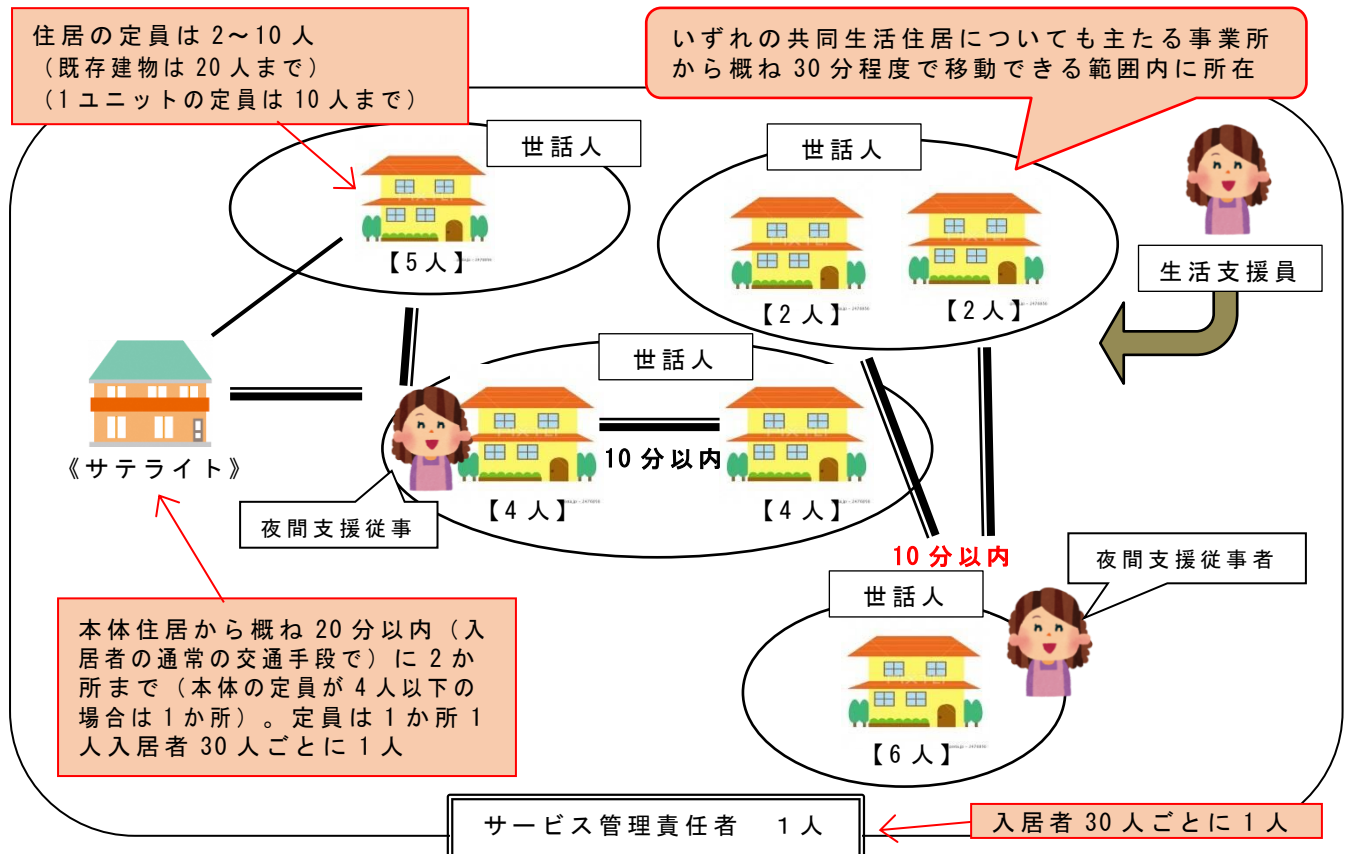 住居の定員は2～10人
（既存建物は20人まで）
（1ユニットの定員は10人まで）
いずれの共同生活住居についても主たる事業所
から概ね30分程度で移動できる範囲内に所在
世話人
【5人】
世話人
【2人】
【2人】
生活支援員
世話人
10分以内
【4人】
【4人】
《サテライト》
夜間支援従事
10分以内
夜間支援従事者
世話人
【6人】
本体住居から概ね20分以内（入
居者の通常の交通手段で）に2か
所まで（本体の定員が4人以下の
場合は1か所）。定員は1か所1
人入居者30人ごとに1人
サービス管理責任者　1人
入居者30人ごとに1人